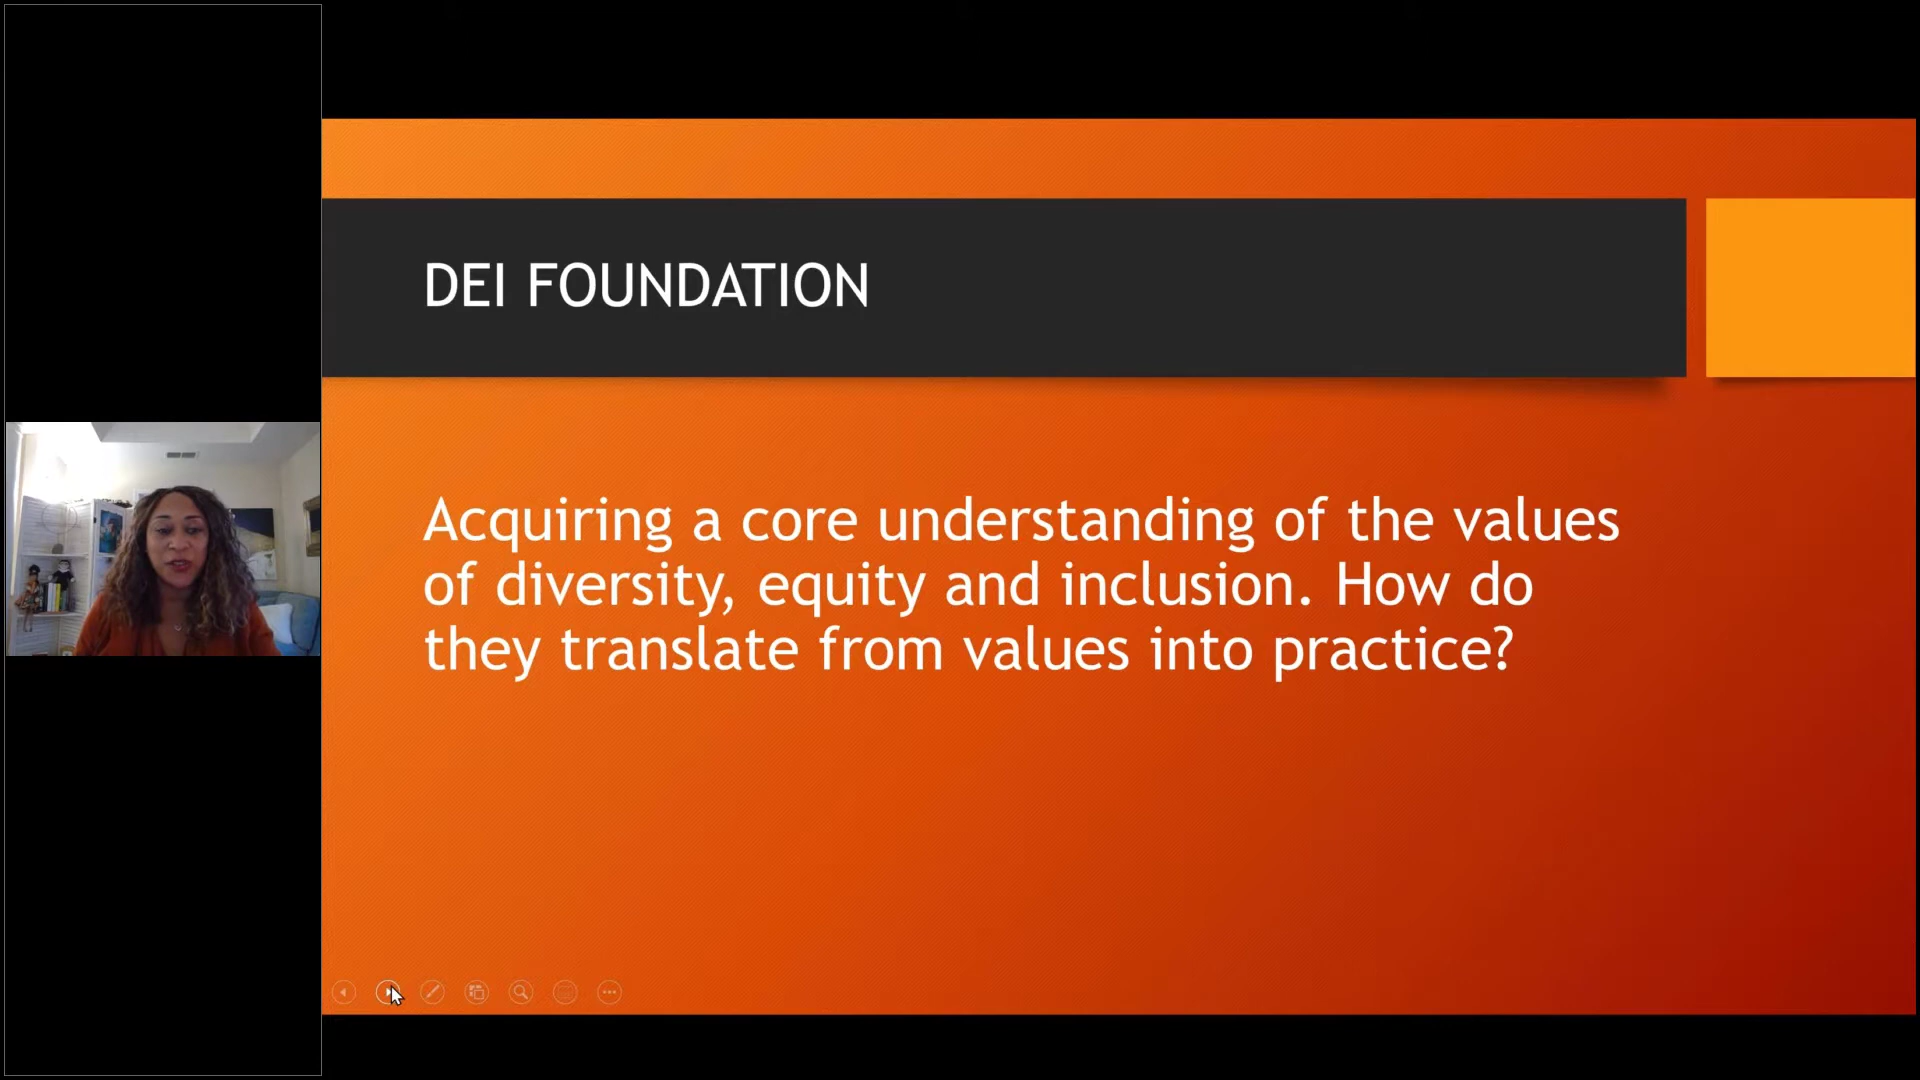 DEI FOUNDATION
Acquiring a core understanding of the values
of diversity, equity and inclusion. How do
they translate from values into practice?